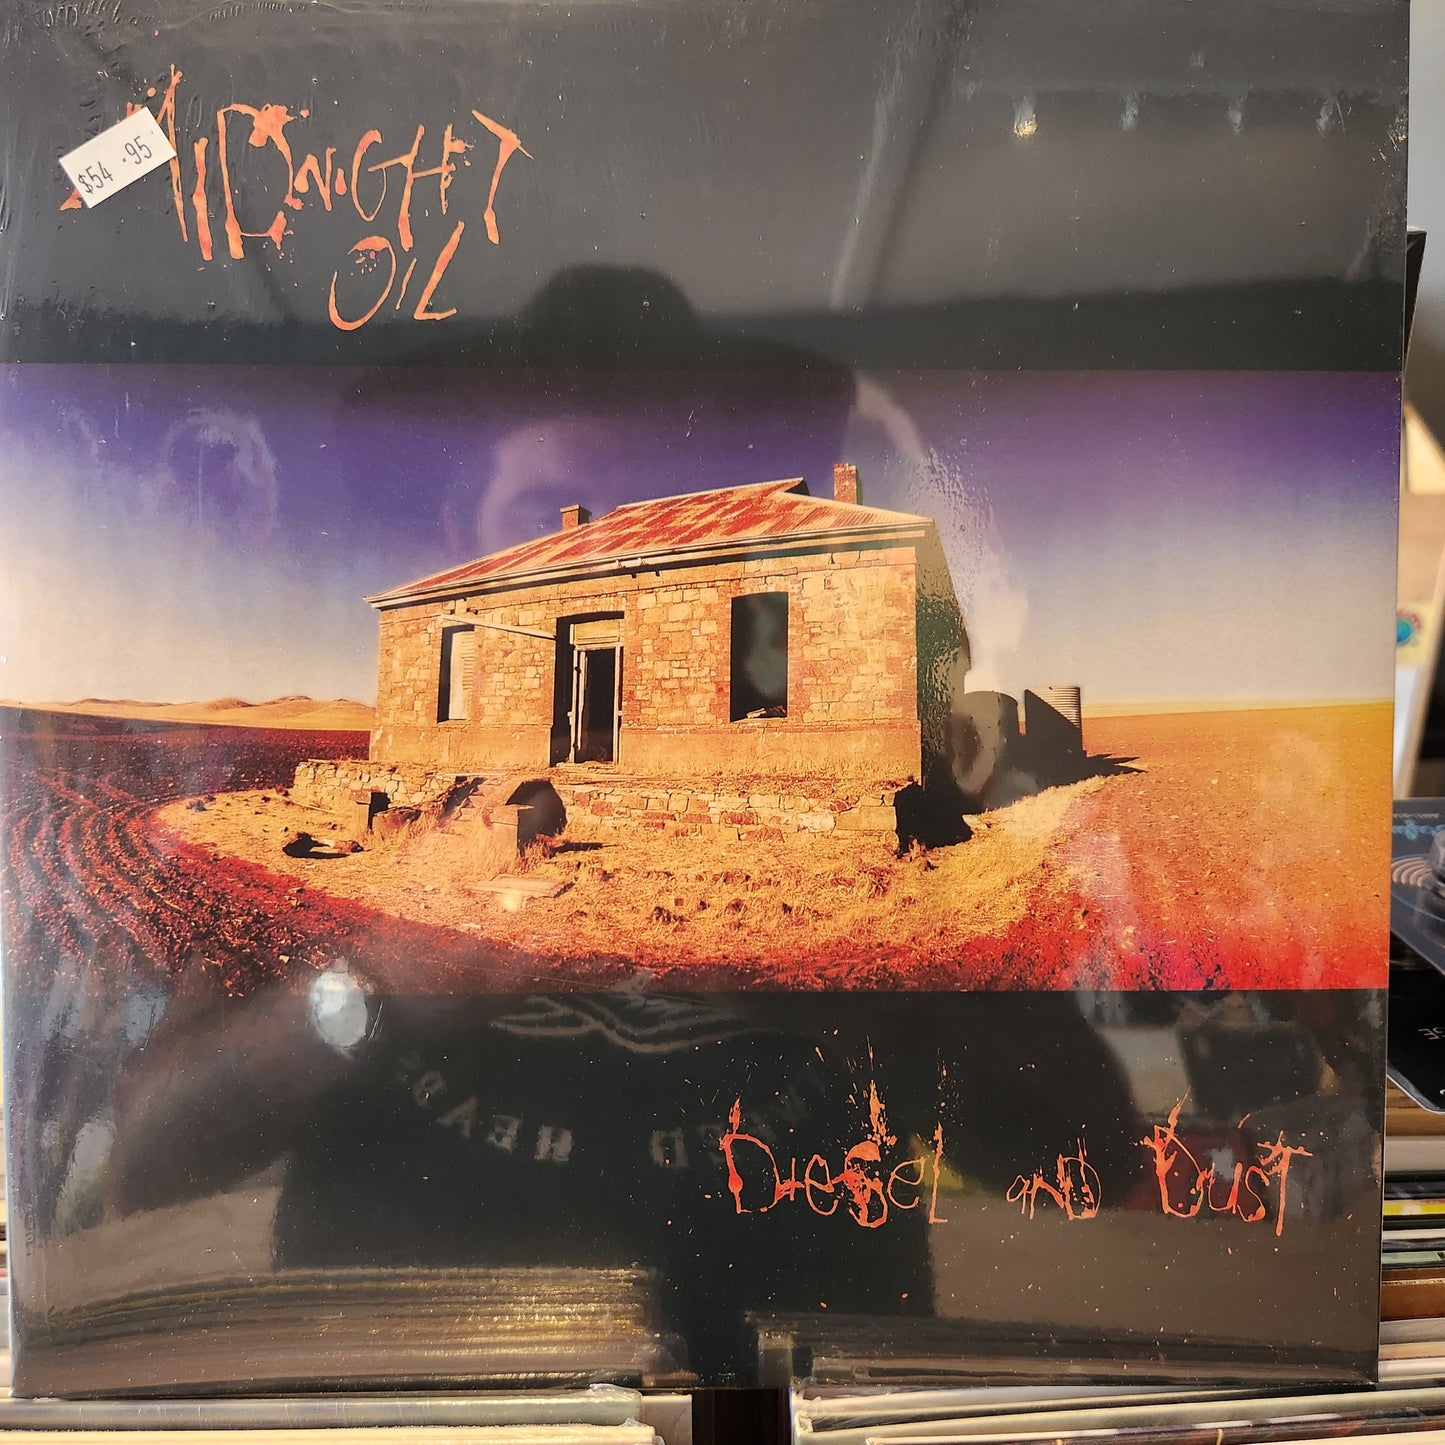 MIDNIGHT
$54.95
OIL
DIESEL AND DUST